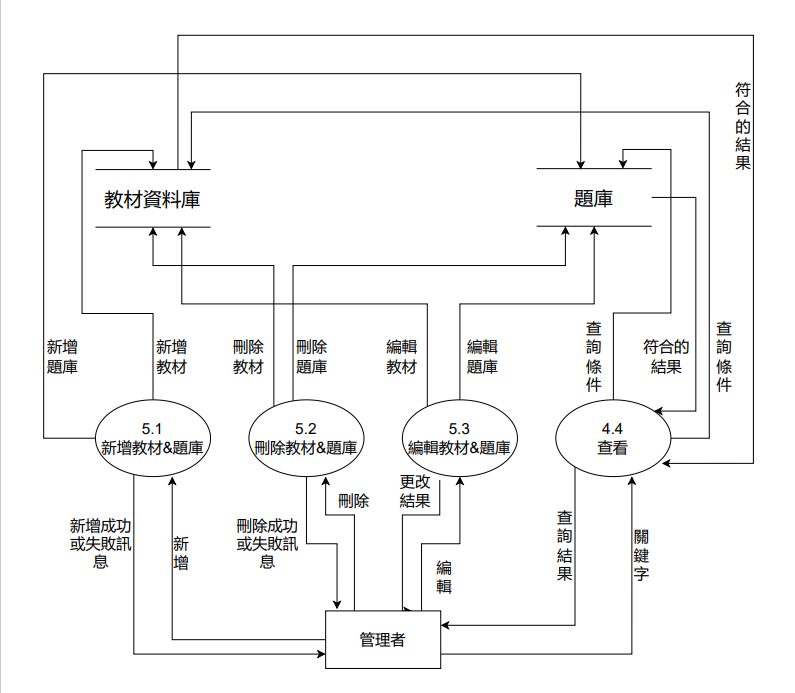 符
合
的
結
果
教材資料庫
題庫
新增
題庫
新增
教材
刪除
教材
刪除
題庫
編輯
教材
編輯
題庫
查
詢
條
件
符合的
結果
查
詢
條
件
5.1
新增教材&題庫
5.2
刪除教材&題庫
5.3
編輯教材&題庫
4.4
查看
新增成功
或失敗訊
息
新
增
刪除成功
或失敗訊
息
刪除
更改
結果
編
輯
查
詢
結
果
關
鍵
字
管理者